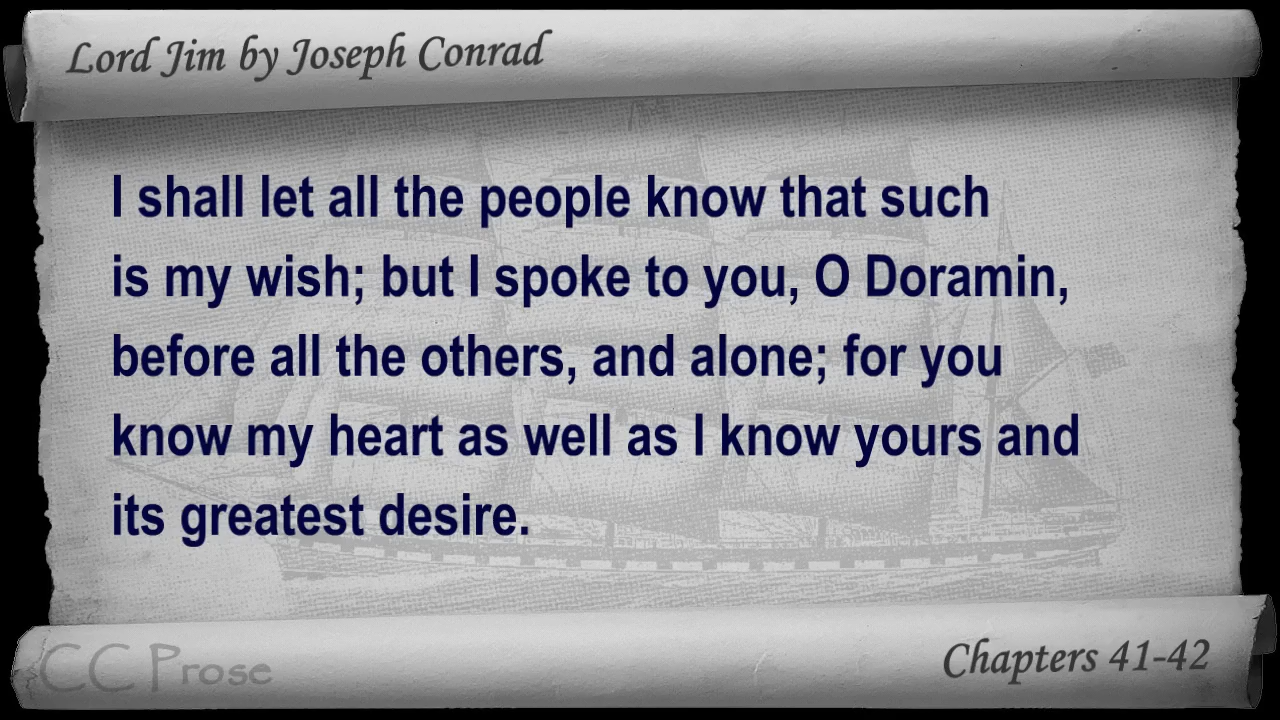 Lord Jim by Joseph Conrad
I shall let all the people know that such
is my wish; but I spoke to you, O Doramin,
before all the others, and alone; for you
know my heart as well as I know yours and
its greatest desire.
CC Prose
Chapters 41-42